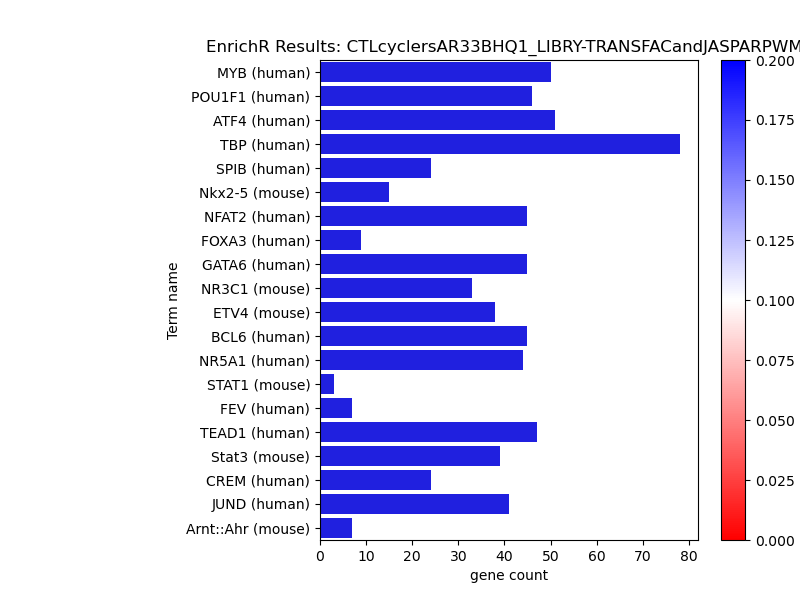 EnrichR Results: CTLcyclersAR33BHQ1_LIBRY-TRANSFACandJASPARPWM
Term name
MYB (human)
POU1F1 (human)
ATF4 (human)
TBP (human)
SPIB (human)
Nkx2-5 (mouse)
NFAT2 (human)
FOXA3 (human)
GATA6 (human)
NR3C1 (mouse)
ETV4 (mouse)
BCL6 (human)
NR5A1 (human)
STAT1 (mouse)
FEV (human)
TEAD1 (human)
Stat3 (mouse)
CREM (human)
JUND (human)
Arnt::Ahr (mouse)
0 10 20 30 40 50 60 70 80
gene count
0.200
0.175
0.150
0.125
0.100
0.075
0.050
0.025
0.000